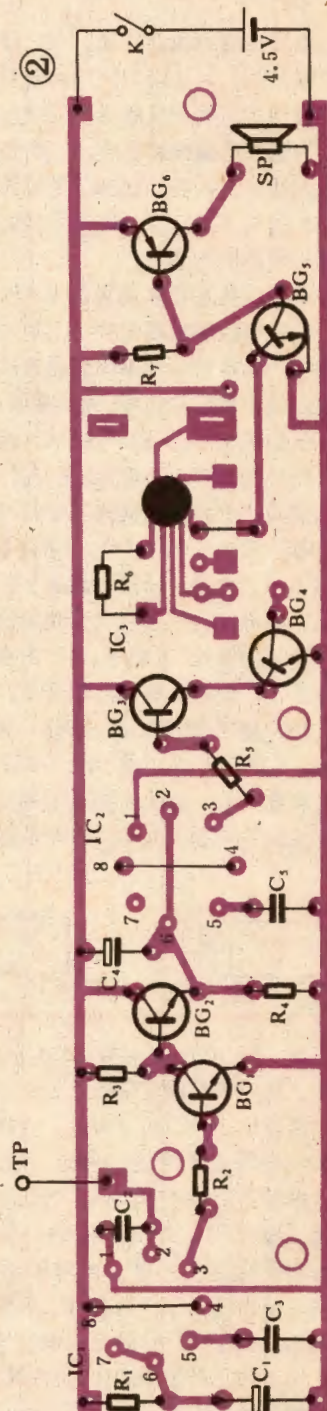 ②
K
4.5V
SP
BG₆
BG₅
R₇
R₆
IC₃
BG₄
BG₃
R₅
IC₂
1
2
3
4
5
6
7
8
C₅
C₄
BG₂
R₄
R₃
BG₁
R₂
TP
C₂
1
2
3
4
5
6
7
8
IC₁
R₁
C₁
C₃